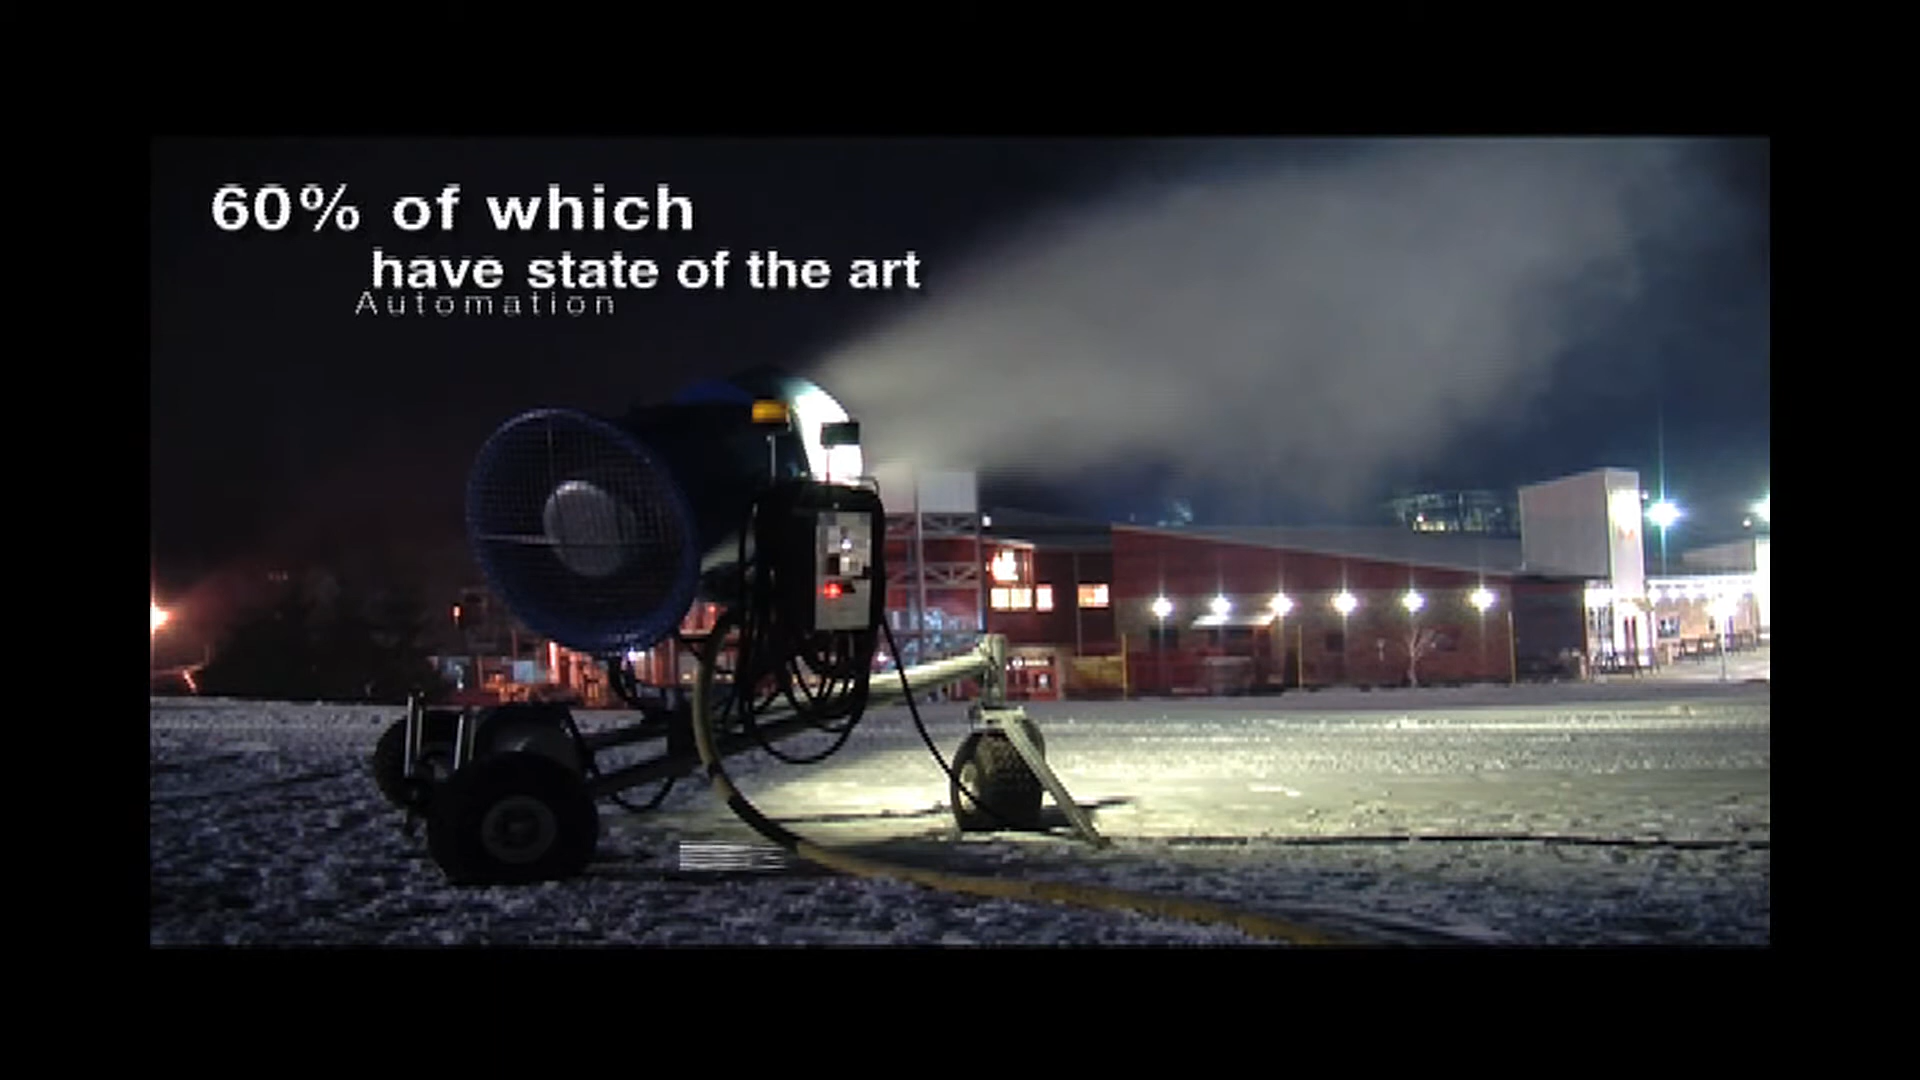 60% of which
have state of the art
Automation